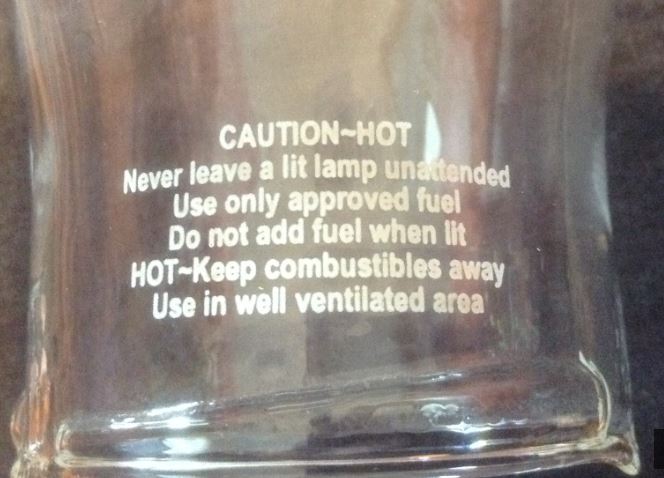 CAUTION~HOT
Never leave a lit lamp unattended
Use only approved fuel
Do not add fuel when lit
HOT~Keep combustibles away
Use in well ventilated area